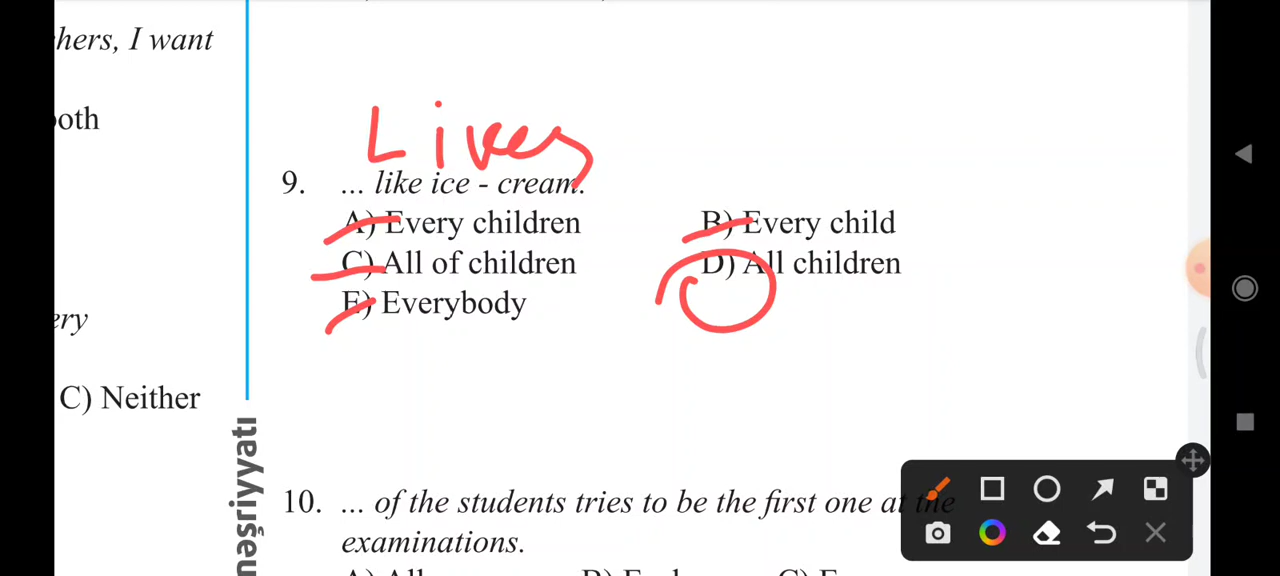 hers, I want
oth
ery
C) Neither
Likes
9. ... like ice - cream.
A) Every children B) Every child
C) All of children D) All children
E) Everybody
10. ... of the students tries to be the first one at the
examinations.
A) All